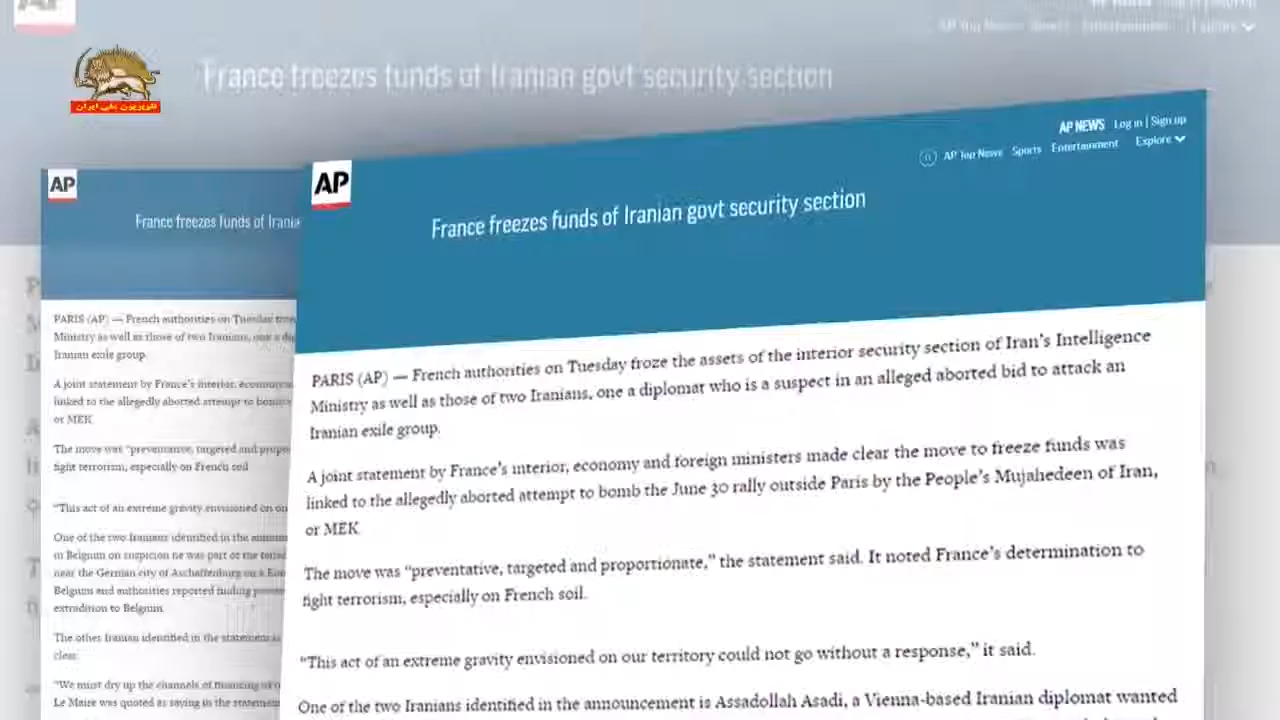 AP
AP Top News Sports Entertainment Explore
France freezes funds of Iranian govt security section
تلویزیون ملی ایران
AP
France freezes funds of Irania
PARIS (AP) — French authorities on Tuesday froz
Ministry as well as those of two Iranians, one a di
Iranian exile group.
A joint statement by France's interior, economy a
linked to the allegedly aborted attempt to bomb
or MEK.
The move was “preventative, targeted and propo
fight terrorism, especially on French soil
“This act of an extreme gravity envisioned on ou
One of the two Iranians identified in the announ
in Belgium on suspicion he was part of the
near the German city of Aschaffenburg on a
Belgium and authorities reported finding
extradition to Belgium.
The other Iranian identified in the statement
clear.
“We must dry up the channels of financing of
Le Maire was quoted as saying in the statement
AP
AP NEWS Log in | Sign up
AP Top News Sports Entertainment Explore
France freezes funds of Iranian govt security section
PARIS (AP) — French authorities on Tuesday froze the assets of the interior security section of Iran's Intelligence
Ministry as well as those of two Iranians, one a diplomat who is a suspect in an alleged aborted bid to attack an
Iranian exile group.
A joint statement by France's interior, economy and foreign ministers made clear the move to freeze funds was
linked to the allegedly aborted attempt to bomb the June 30 rally outside Paris by the People's Mujahedeen of Iran,
or MEK.
The move was “preventative, targeted and proportionate,” the statement said. It noted France's determination to
fight terrorism, especially on French soil.
“This act of an extreme gravity envisioned on our territory could not go without a response,” it said.
One of the two Iranians identified in the announcement is Assadollah Asadi, a Vienna-based Iranian diplomat wanted